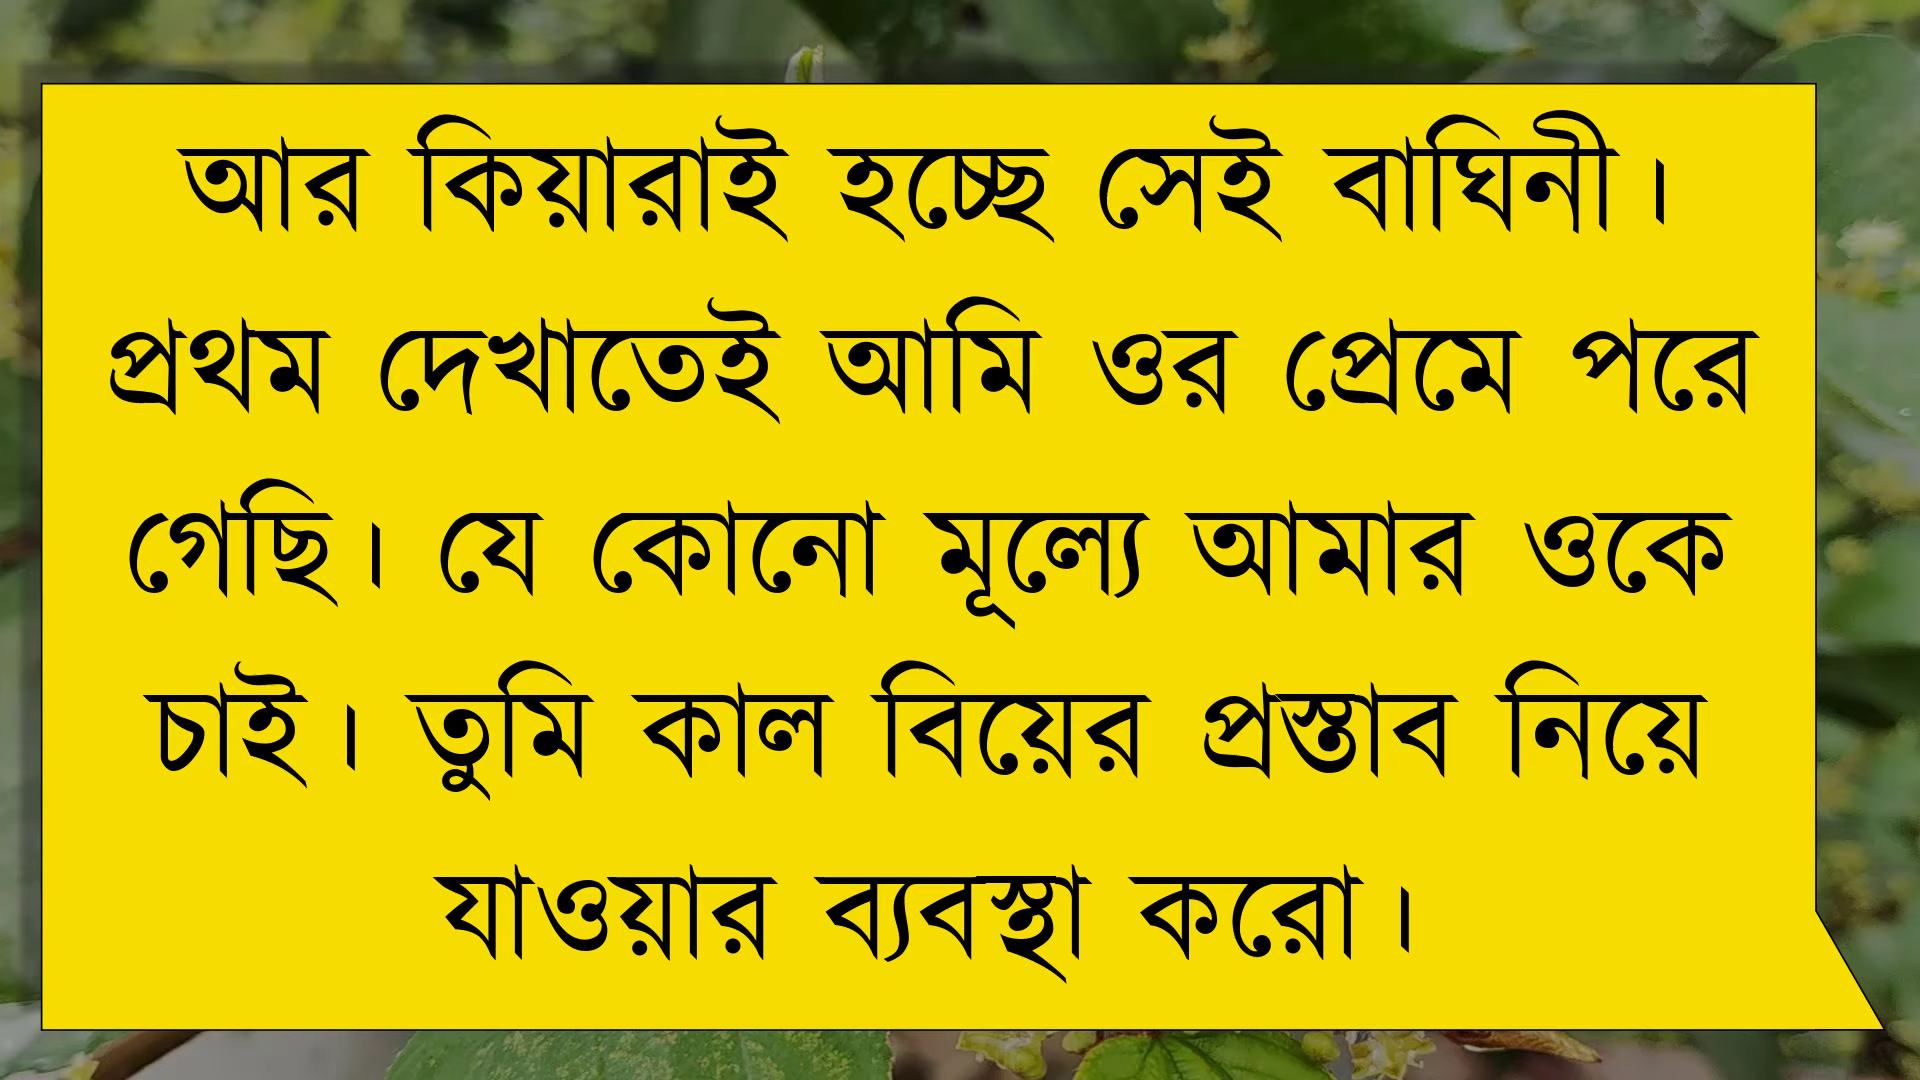 আর কিয়ারাই হচ্ছে সেই বাঘিনী।
প্রথম দেখাতেই আমি ওর প্রেমে পরে
গেছি। যে কোনো মূল্যে আমার ওকে
চাই। তুমি কাল বিয়ের প্রস্তাব নিয়ে
যাওয়ার ব্যবস্থা করো।